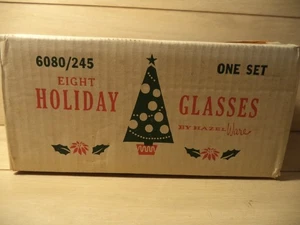 6080/245 ONE SET
EIGHT
HOLIDAY GLASSES
BY HAZEL Ware